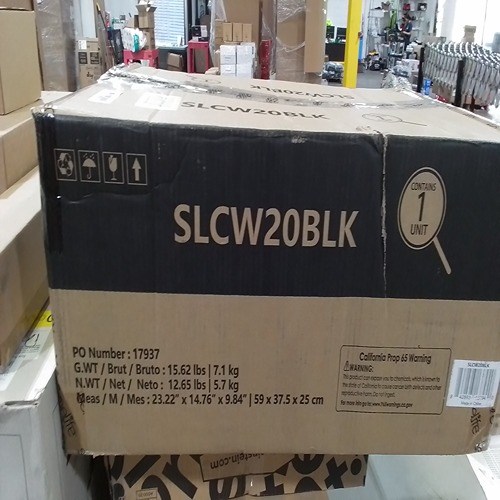 SLCW20BLK
SLCW20BLK
CONTAINS
1
UNIT
PO Number : 17937
G.WT / Brut / Bruto : 15.62 lbs | 7.1 kg
N.WT / Net / Neto : 12.65 lbs | 5.7 kg
Meas / M / Mes : 23.22" x 14.76" x 9.84" | 59 x 37.5 x 25 cm
California Prop 65 Warning
WARNING:
SLCW20BLK